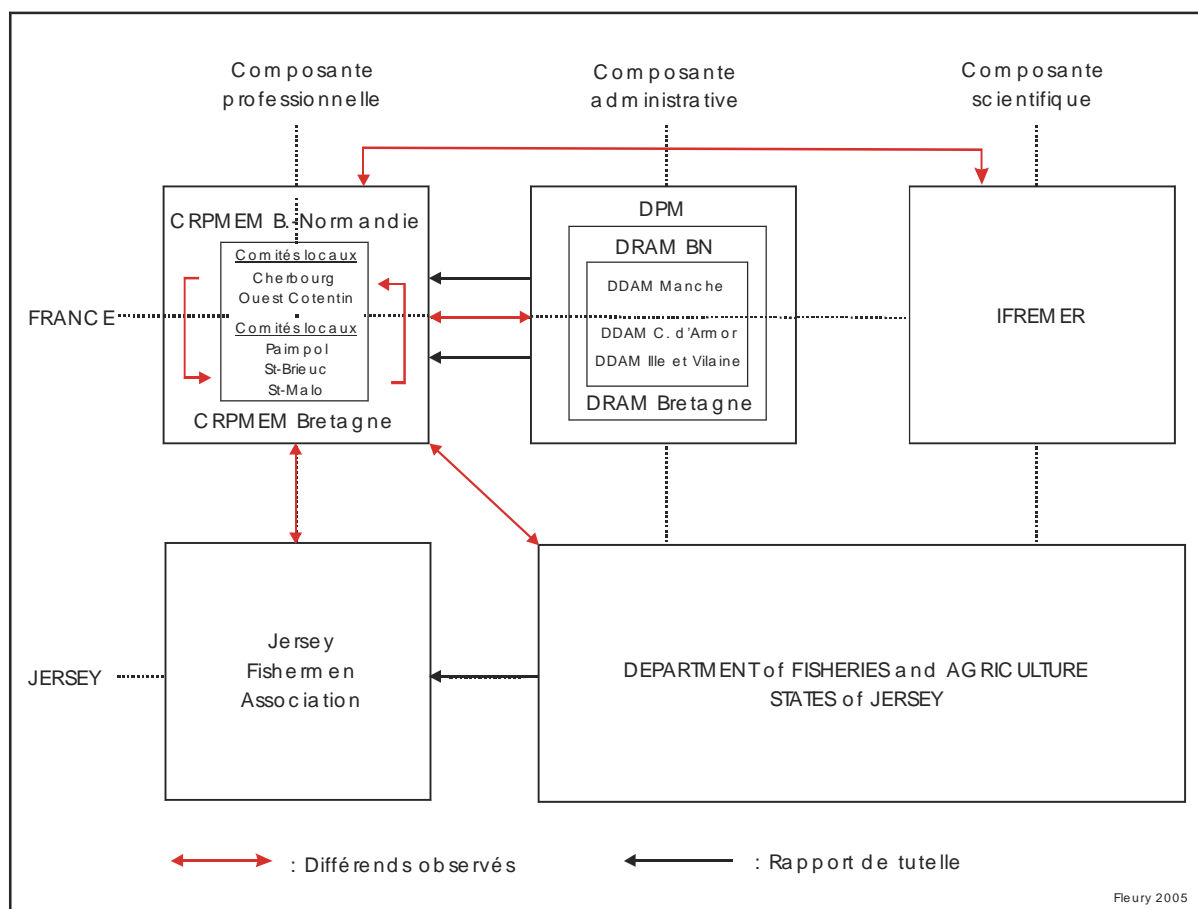 Composante
professionnelle
Composante
administrative
Composante
scientifique
CRPMEM B.-Normandie
Comités locaux
Cherbourg
Ouest Cotentin
Comités locaux
Paimpol
St-Brieuc
St-Malo
CRPMEM Bretagne
DPM
DRAM BN
DDAM Manche
DDAM C. d'Armor
DDAM Ille et Vilaine
DRAM Bretagne
IFREMER
FRANCE
JERSEY
Jersey
Fishermen
Association
DEPARTMENT of FISHERIES and AGRICULTURE
STATES of JERSEY
: Différends observés
: Rapport de tutelle
Fleury 2005